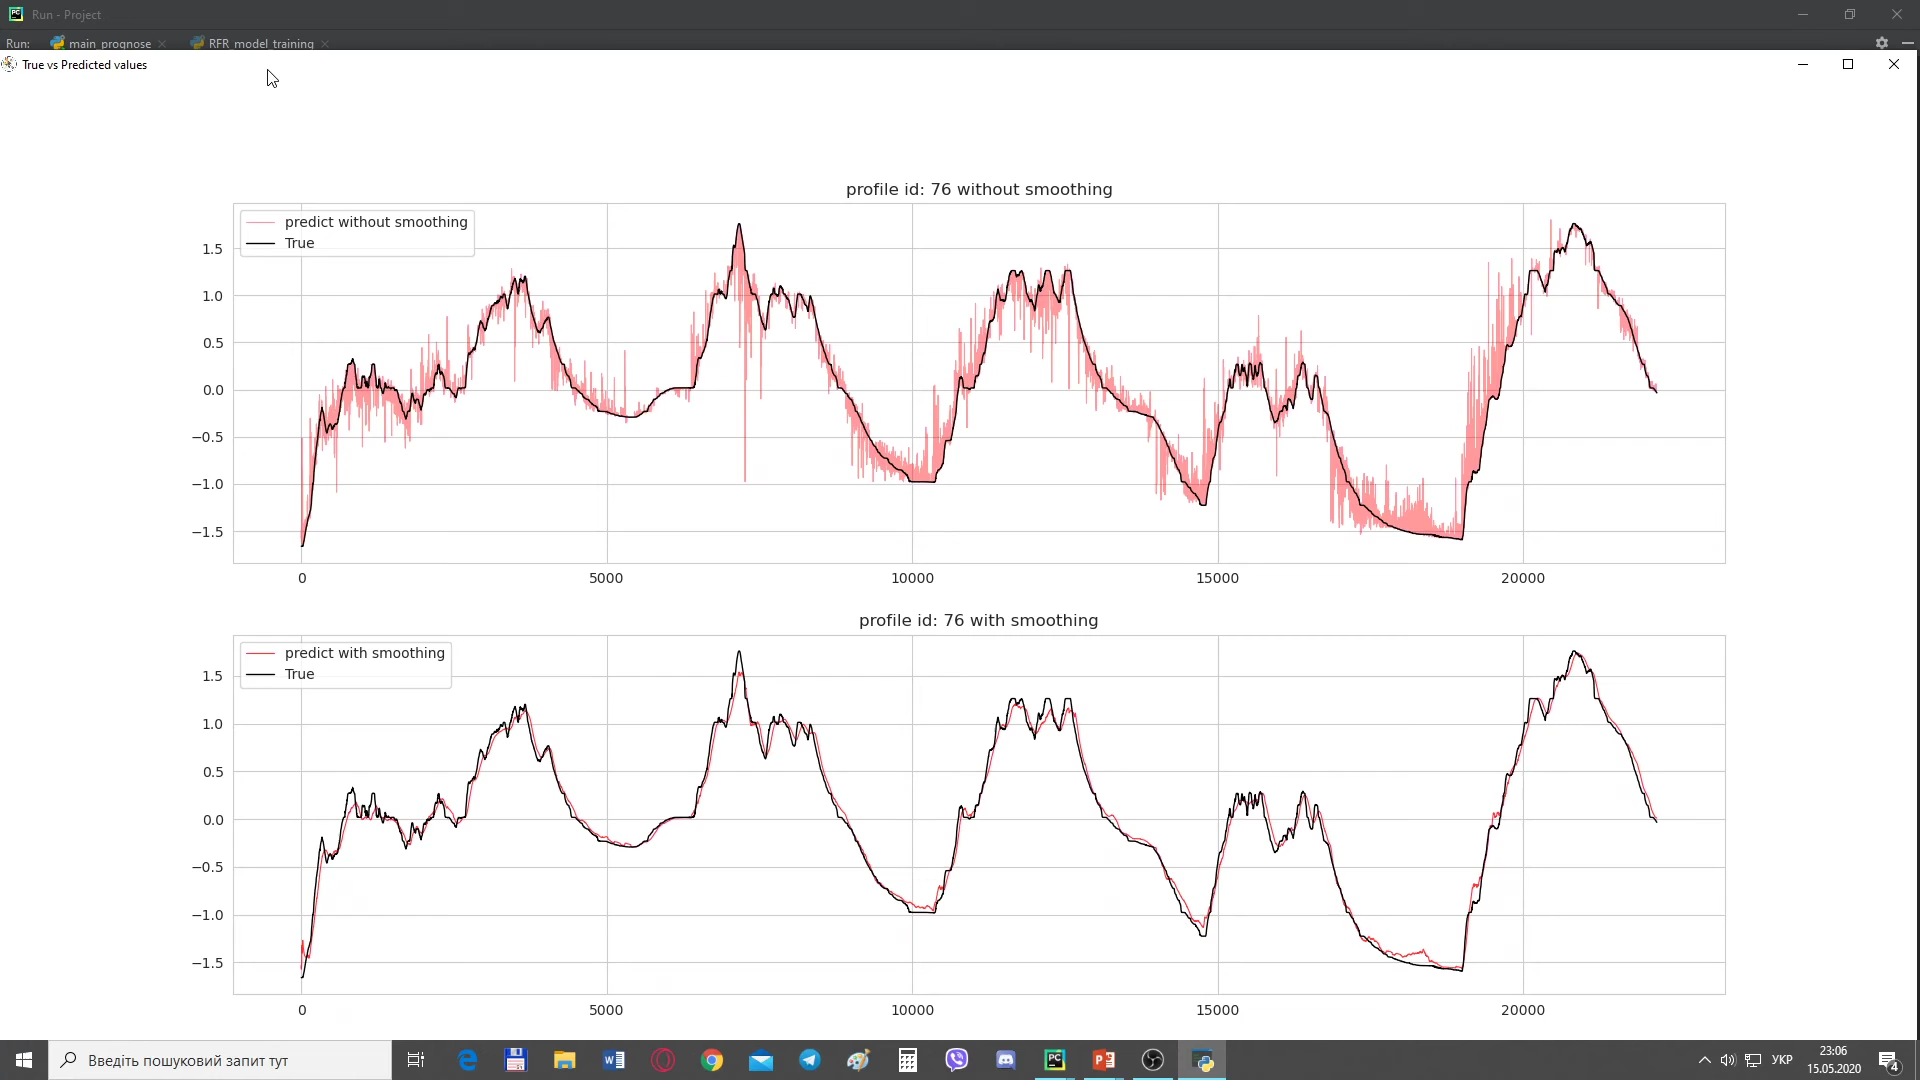 Run - Project
Run: main_prognose RFR_model_training
True vs Predicted values
profile id: 76 without smoothing
predict without smoothing
True
1.5
1.0
0.5
0.0
−0.5
−1.0
−1.5
0 5000 10000 15000 20000
profile id: 76 with smoothing
predict with smoothing
True
1.5
1.0
0.5
0.0
−0.5
−1.0
−1.5
0 5000 10000 15000 20000
Введіть пошуковий запит тут
УКР
23:06
15.05.2020
4